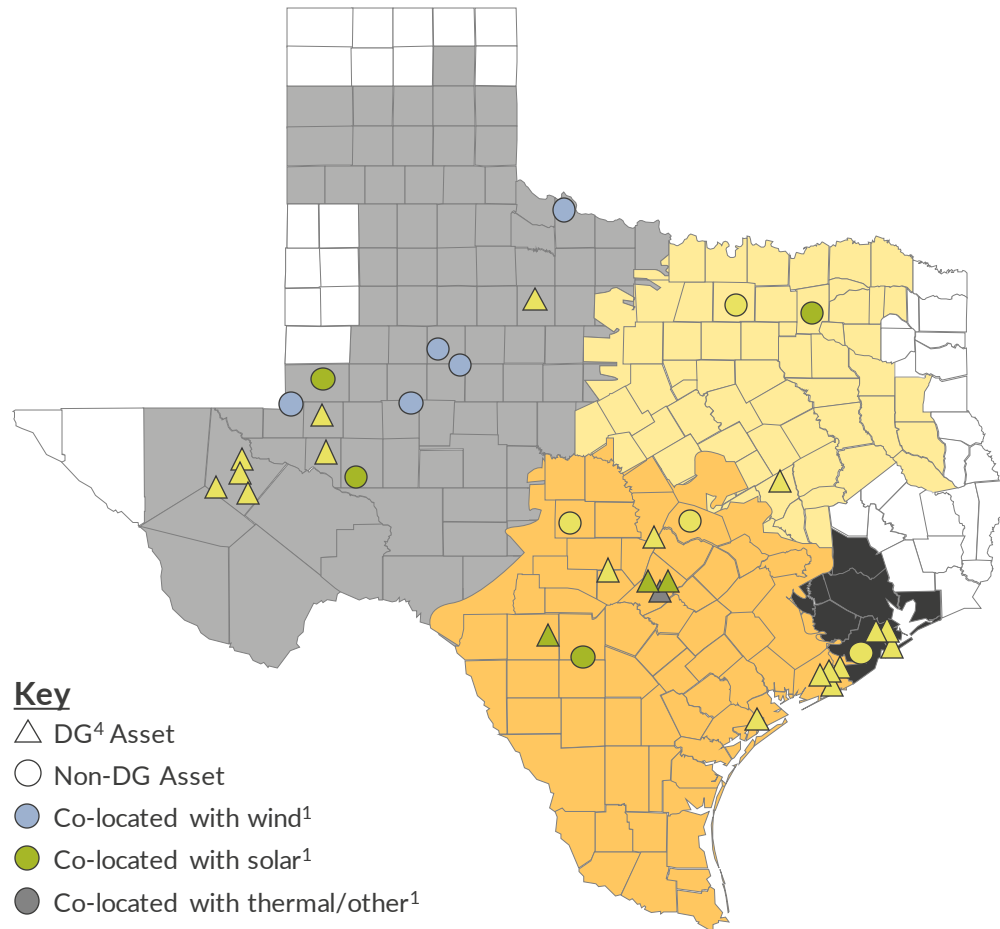 Key
DG⁴ Asset
Non-DG Asset
Co-located with wind¹
Co-located with solar¹
Co-located with thermal/other¹